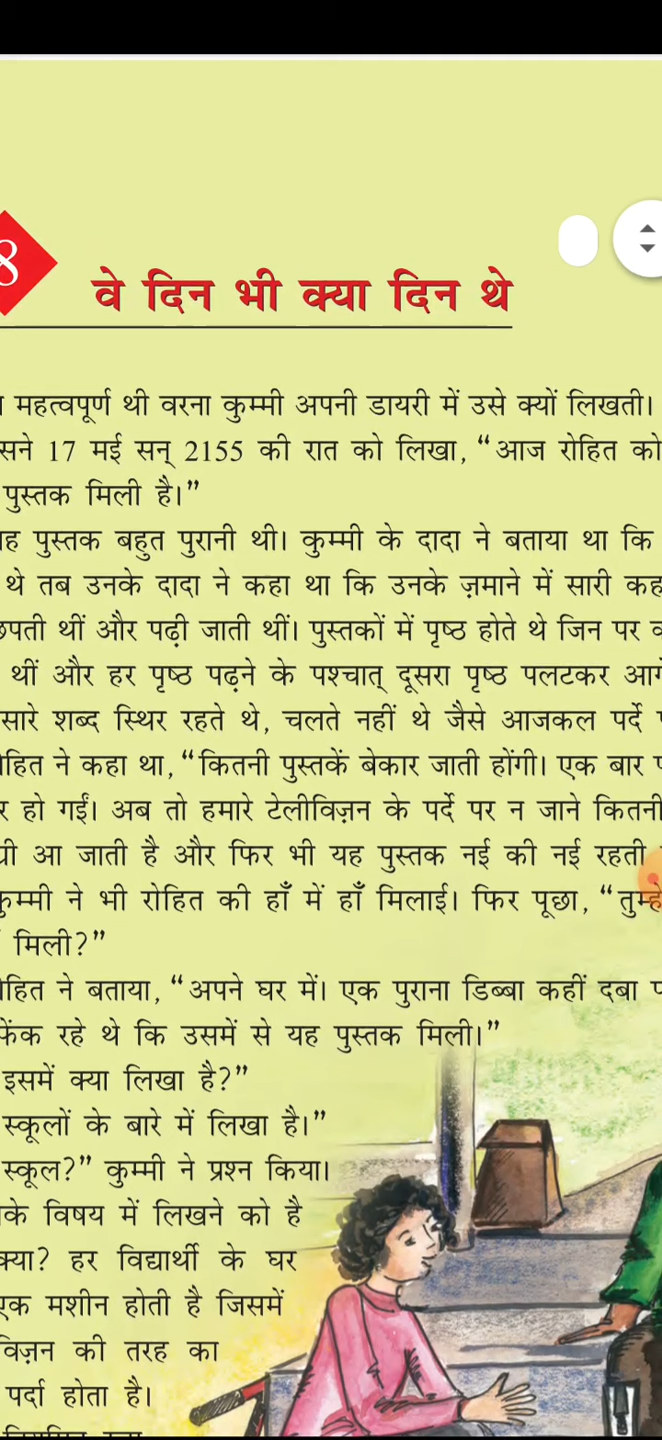 8
वे दिन भी क्या दिन थे
महत्वपूर्ण थी वरना कुम्मी अपनी डायरी में उसे क्यों लिखती।
सने 17 मई सन् 2155 की रात को लिखा, “आज रोहित को
पुस्तक मिली है।”
ह पुस्तक बहुत पुरानी थी। कुम्मी के दादा ने बताया था कि
थे तब उनके दादा ने कहा था कि उनके ज़माने में सारी कह
छपती थीं और पढ़ी जाती थीं। पुस्तकों में पृष्ठ होते थे जिन पर
थीं और हर पृष्ठ पढ़ने के पश्चात् दूसरा पृष्ठ पलटकर आगे
सारे शब्द स्थिर रहते थे, चलते नहीं थे जैसे आजकल पर्दे
हित ने कहा था, “कितनी पुस्तकें बेकार जाती होंगी। एक बार
र हो गईं। अब तो हमारे टेलीविज़न के पर्दे पर न जाने कितनी
ग्री आ जाती है और फिर भी यह पुस्तक नई की नई रहती
कुम्मी ने भी रोहित की हाँ में हाँ मिलाई। फिर पूछा, “तुम्हे
मिली?”
हित ने बताया, “अपने घर में। एक पुराना डिब्बा कहीं दबा
फेंक रहे थे कि उसमें से यह पुस्तक मिली।”
इसमें क्या लिखा है?”
स्कूलों के बारे में लिखा है।”
स्कूल?” कुम्मी ने प्रश्न किया।
के विषय में लिखने को है
क्या? हर विद्यार्थी के घर
एक मशीन होती है जिसमें
विज़न की तरह का
पर्दा होता है।